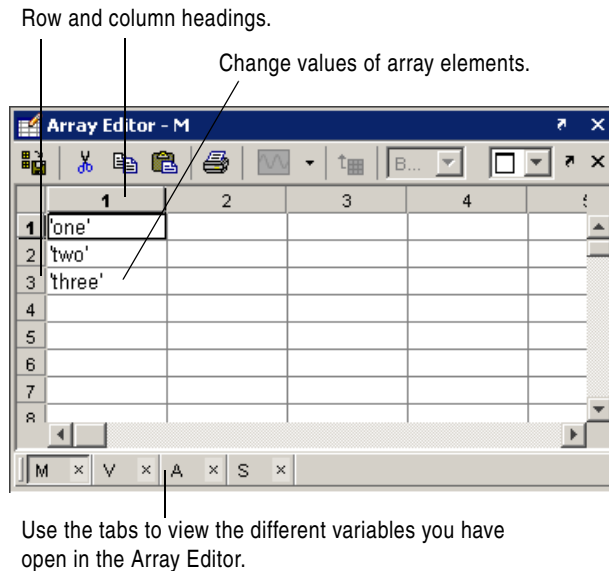 Row and column headings.
Change values of array elements.
Array Editor - M
B...
1 2 3 4
1 'one'
2 'two'
3 'three'
4
5
6
7
8
M V A S
Use the tabs to view the different variables you have
open in the Array Editor.